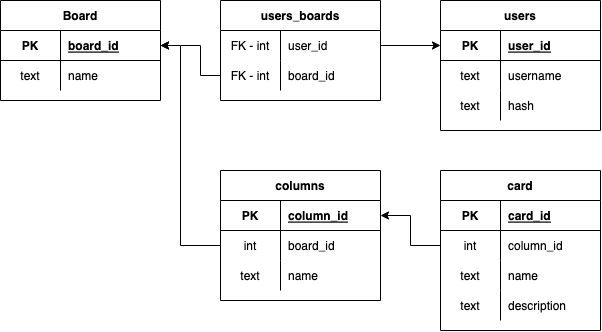 Board
PK board_id
text name
users_boards
FK - int user_id
FK - int board_id
users
PK user_id
text username
text hash
columns
PK column_id
int board_id
text name
card
PK card_id
int column_id
text name
text description